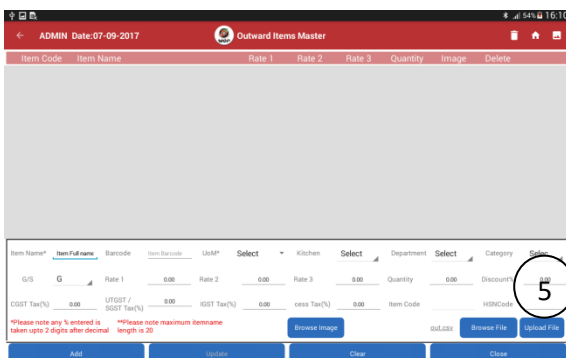 54% 16:10
ADMIN Date:07-09-2017 Outward Items Master
Item Code Item Name Rate 1 Rate 2 Rate 3 Quantity Image Delete
Item Name* Item Full name Barcode Item Barcode UoM* Select Kitchen Select Department Select Category Selec
G/S G Rate 1 0.00 Rate 2 0.00 Rate 3 0.00 Quantity 0.00 Discount% 0.00
CGST Tax(%) 0.00 UTGST / SGST Tax(%) 0.00 IGST Tax(%) 0.00 cess Tax(%) 0.00 Item Code HSNCode
5
*Please note any % entered is **Please note maximum itemname
taken upto 2 digits after decimal length is 20
Browse Image out.csv Browse File Upload File
Add Update Clear Close